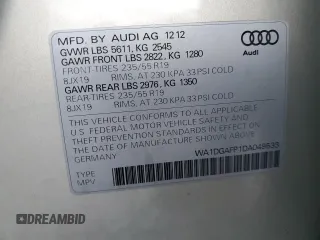 MFD. BY AUDI AG 12 12
GVWR LBS 5611, KG 2545
GAWR FRONT LBS 2822, KG 1280
FRONT TIRES 235/55 R19
8JX19 RIMS, AT 230 KPA 33 PSI COLD
GAWR REAR LBS 2976, KG 1350
REAR TIRES 235/55 R19
8JX19 RIMS, AT 230 KPA 33 PSI COLD
Audi
THIS VEHICLE CONFORMS TO ALL APPLICABLE
U.S. FEDERAL MOTOR VEHICLE SAFETY AND
THEFT PREVENTION STANDARDS IN EFFECT
ON THE DATE OF MANUFACTURE SHOWN ABOVE
GERMANY
TYPE
MPV
DREAMBID